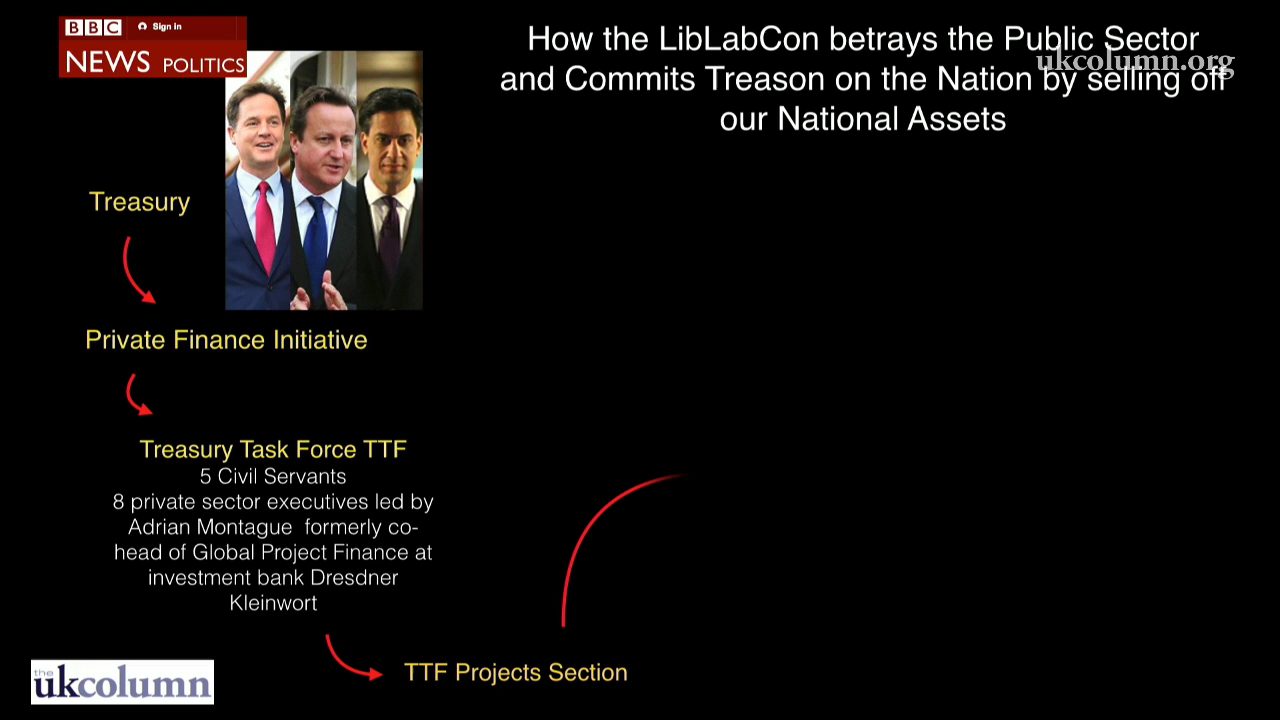 BBC Sign in
NEWS POLITICS
How the LibLabCon betrays the Public Sector
and Commits Treason on the Nation by selling off
our National Assets
ukcolumn.org
Treasury
Private Finance Initiative
Treasury Task Force TTF
5 Civil Servants
8 private sector executives led by
Adrian Montague formerly co-
head of Global Project Finance at
investment bank Dresdner
Kleinwort
TTF Projects Section
the
ukcolumn